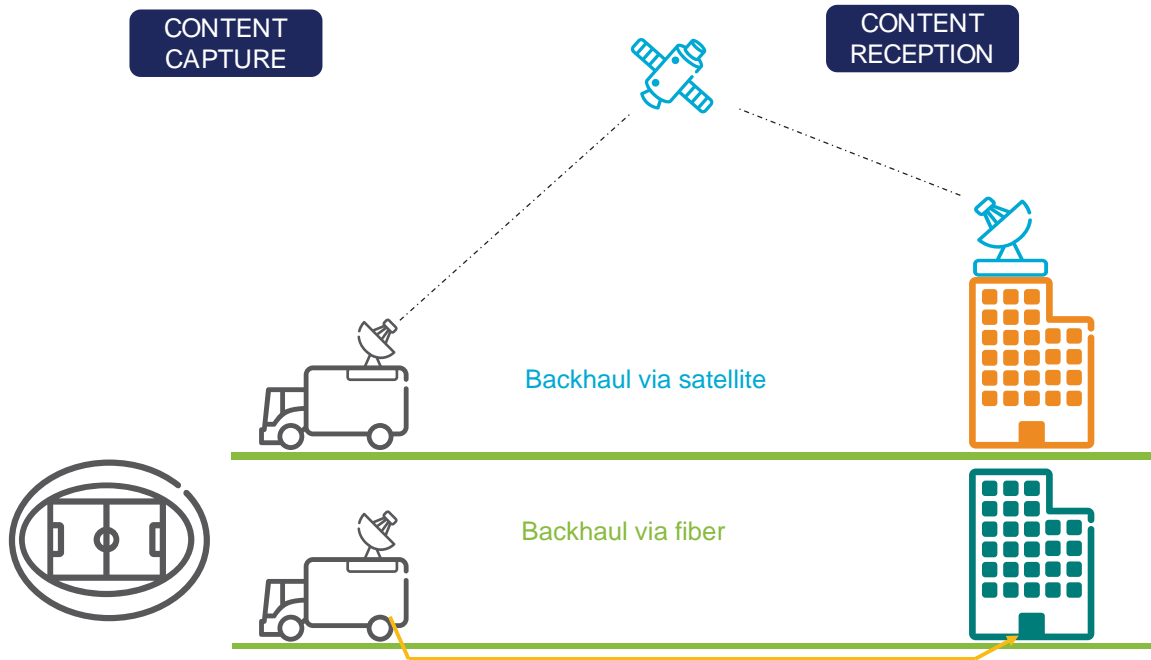 CONTENT
CAPTURE
CONTENT
RECEPTION
Backhaul via satellite
Backhaul via fiber